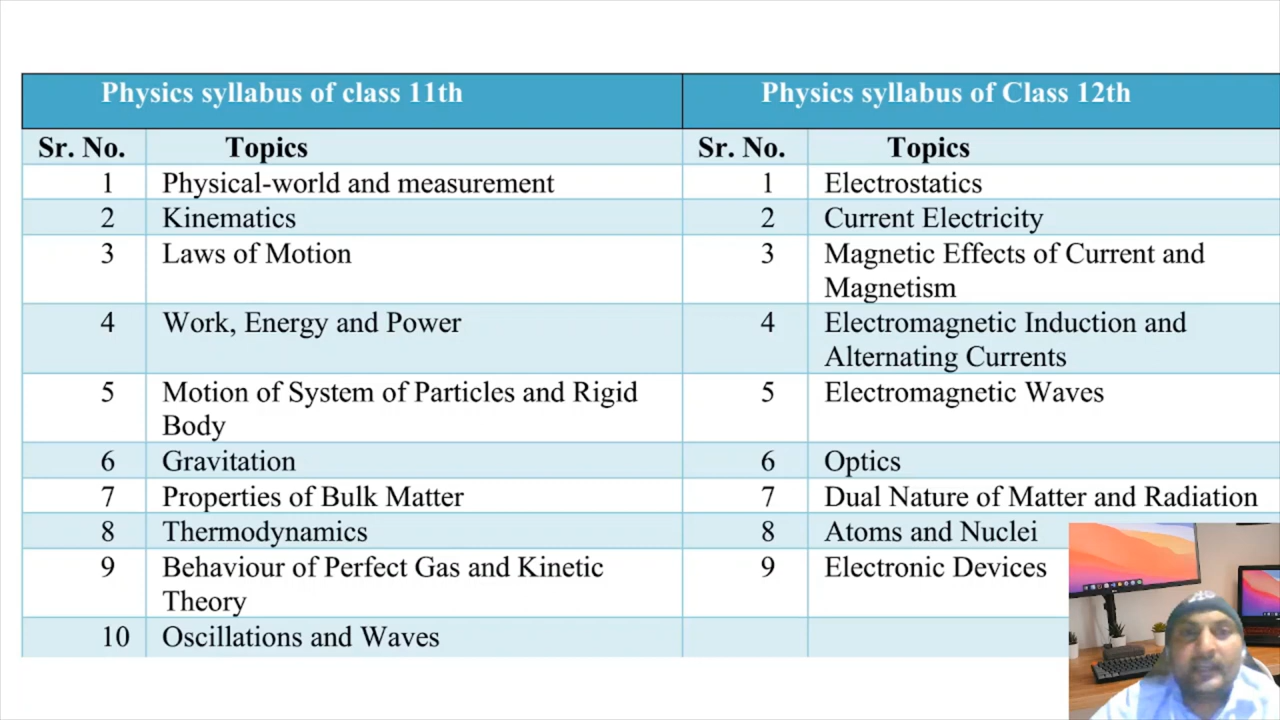 Physics syllabus of class 11th Physics syllabus of Class 12th
Sr. No. Topics Sr. No. Topics
1 Physical-world and measurement 1 Electrostatics
2 Kinematics 2 Current Electricity
3 Laws of Motion 3 Magnetic Effects of Current and
Magnetism
4 Work, Energy and Power 4 Electromagnetic Induction and
Alternating Currents
5 Motion of System of Particles and Rigid 5 Electromagnetic Waves
Body
6 Gravitation 6 Optics
7 Properties of Bulk Matter 7 Dual Nature of Matter and Radiation
8 Thermodynamics 8 Atoms and Nuclei
9 Behaviour of Perfect Gas and Kinetic 9 Electronic Devices
Theory
10 Oscillations and Waves